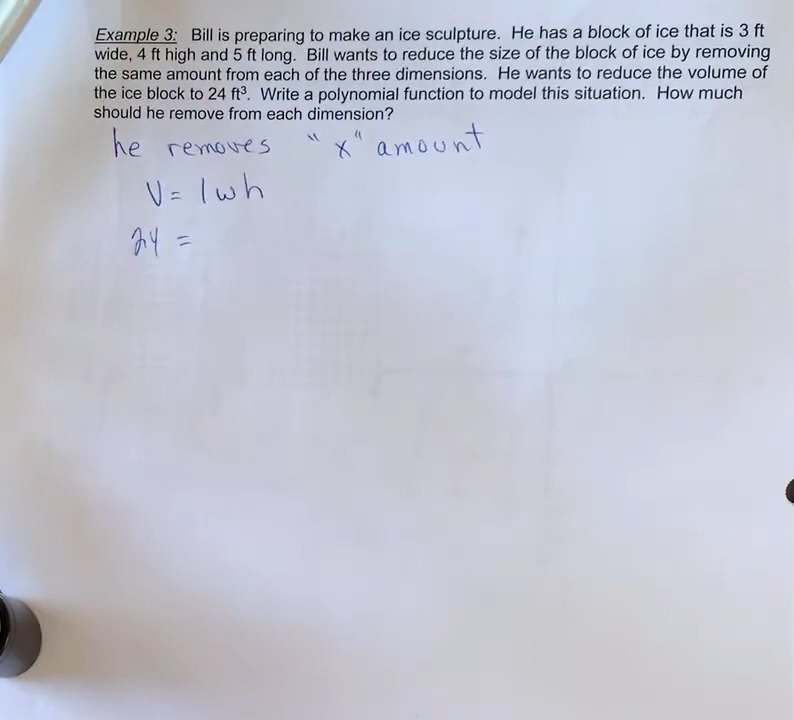 Example 3: Bill is preparing to make an ice sculpture. He has a block of ice that is 3 ft
wide, 4 ft high and 5 ft long. Bill wants to reduce the size of the block of ice by removing
the same amount from each of the three dimensions. He wants to reduce the volume of
the ice block to 24 ft³. Write a polynomial function to model this situation. How much
should he remove from each dimension?
he removes "x" amount
V = lwh
24 =